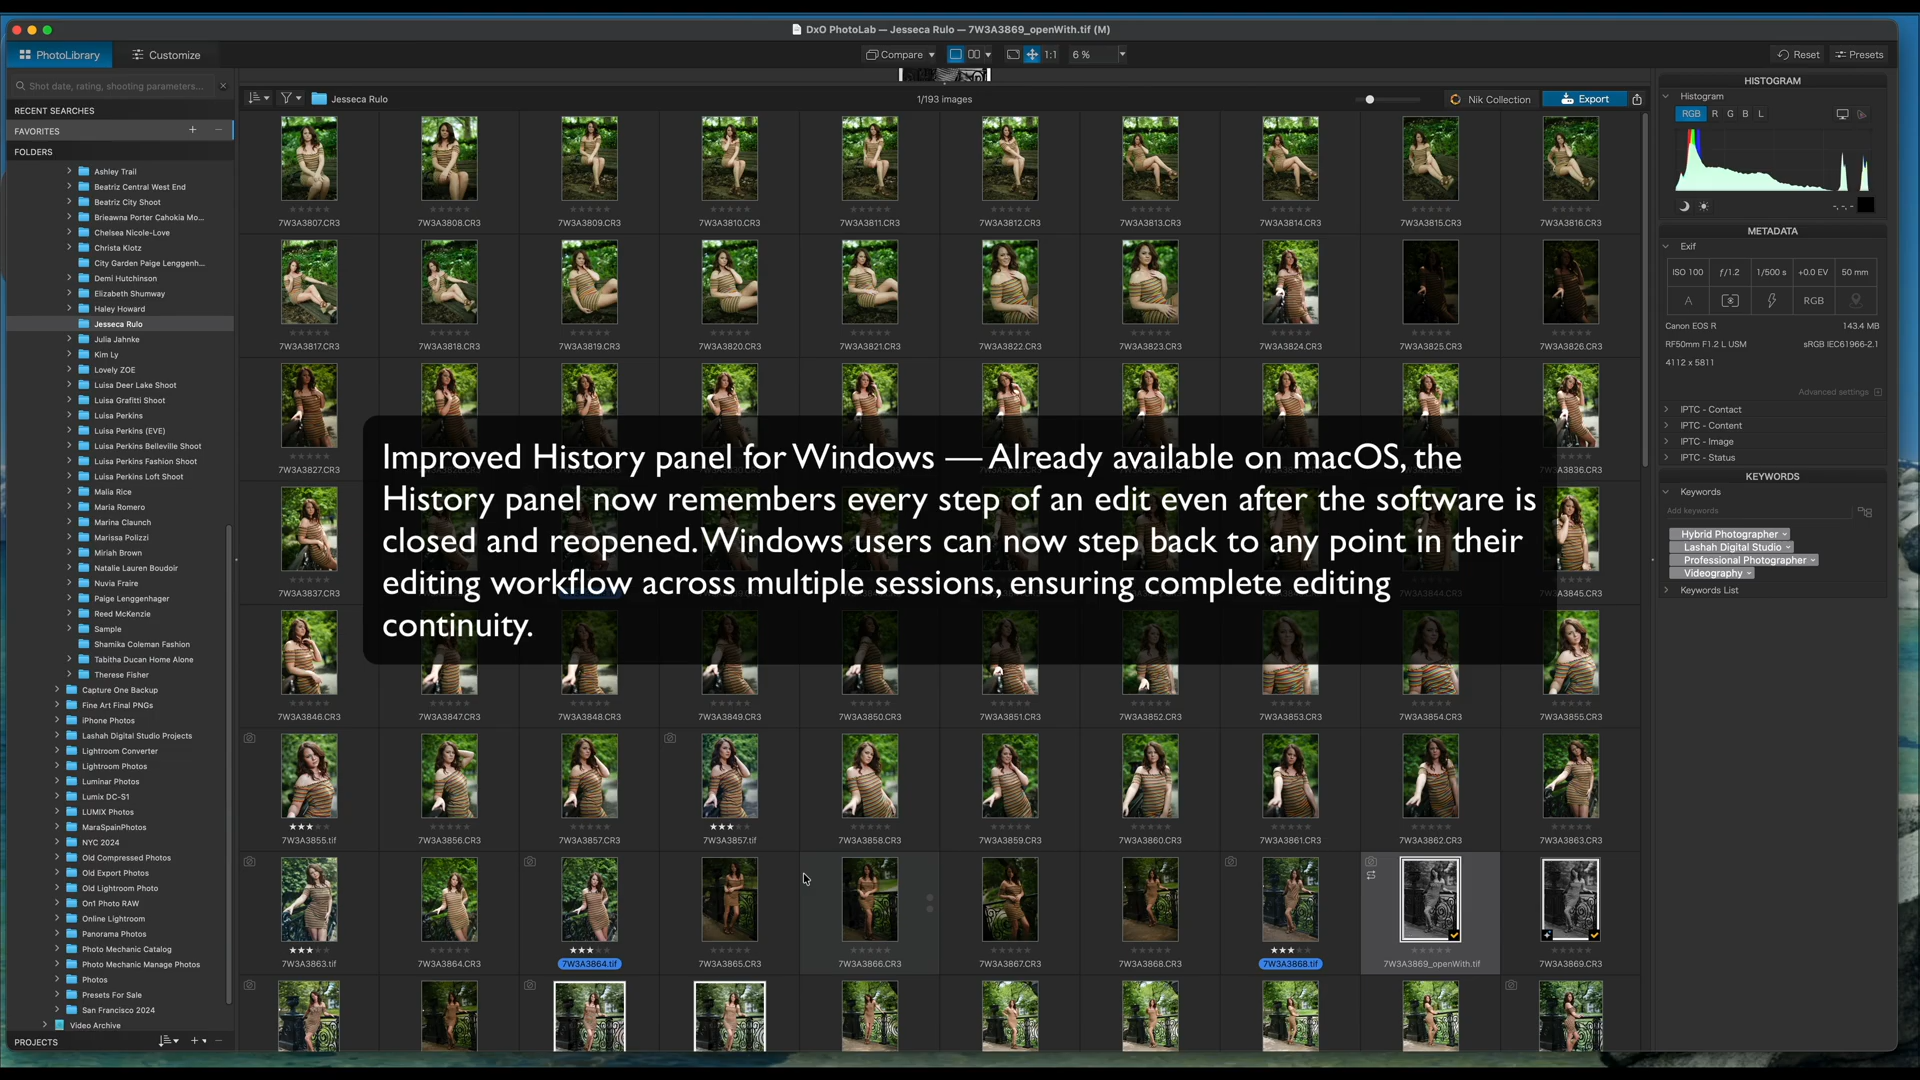 DxO PhotoLab — Jesseca Rulo — 7W3A3869_openWith.tif (M)
PhotoLibrary
Customize
Compare
1:1
6 %
Reset
Presets
Shot date, rating, shooting parameters...
RECENT SEARCHES
FAVORITES
FOLDERS
Ashley Trail
Beatriz Central West End
Beatriz City Shoot
Brieawna Porter Cahokia Mo...
Chelsea Nicole-Love
Christa Klotz
City Garden Paige Lenggenh...
Demi Hutchinson
Elizabeth Shumway
Haley Howard
Jesseca Rulo
Julia Jahnke
Kim Ly
Lovely ZOE
Luisa Deer Lake Shoot
Luisa Grafitti Shoot
Luisa Perkins
Luisa Perkins (EVE)
Luisa Perkins Belleville Shoot
Luisa Perkins Fashion Shoot
Luisa Perkins Loft Shoot
Malia Rice
Maria Romero
Marina Claunch
Marissa Polizzi
Miriah Brown
Natalie Lauren Boudoir
Nuvia Fraire
Paige Lenggenhager
Reed McKenzie
Sample
Shamika Coleman Fashion
Tabitha Ducan Home Alone
Therese Fisher
Capture One Backup
Fine Art Final PNGs
iPhone Photos
Lashah Digital Studio Projects
Lightroom Converter
Lightroom Photos
Luminar Photos
Lumix DC-S1
LUMIX Photos
MaraSpainPhotos
NYC 2024
Old Compressed Photos
Old Export Photos
Old Lightroom Photo
On1 Photo RAW
Online Lightroom
Panorama Photos
Photo Mechanic Catalog
Photo Mechanic Manage Photos
Photos
Presets For Sale
San Francisco 2024
Video Archive
PROJECTS
Jesseca Rulo
1/193 images
Nik Collection
Export
7W3A3807.CR3 7W3A3808.CR3 7W3A3809.CR3 7W3A3810.CR3 7W3A3811.CR3 7W3A3812.CR3 7W3A3813.CR3 7W3A3814.CR3 7W3A3815.CR3 7W3A3816.CR3
7W3A3817.CR3 7W3A3818.CR3 7W3A3819.CR3 7W3A3820.CR3 7W3A3821.CR3 7W3A3822.CR3 7W3A3823.CR3 7W3A3824.CR3 7W3A3825.CR3 7W3A3826.CR3
7W3A3827.CR3 7W3A3836.CR3
Improved History panel for Windows — Already available on macOS, the
History panel now remembers every step of an edit even after the software is
closed and reopened. Windows users can now step back to any point in their
editing workflow across multiple sessions, ensuring complete editing
continuity.
7W3A3837.CR3 7W3A3845.CR3
7W3A3846.CR3 7W3A3847.CR3 7W3A3848.CR3 7W3A3849.CR3 7W3A3850.CR3 7W3A3851.CR3 7W3A3852.CR3 7W3A3853.CR3 7W3A3854.CR3 7W3A3855.CR3
7W3A3855.tif 7W3A3856.CR3 7W3A3857.CR3 7W3A3857.tif 7W3A3858.CR3 7W3A3859.CR3 7W3A3860.CR3 7W3A3861.CR3 7W3A3862.CR3 7W3A3863.CR3
7W3A3863.tif 7W3A3864.CR3 7W3A3864.tif 7W3A3865.CR3 7W3A3866.CR3 7W3A3867.CR3 7W3A3868.CR3 7W3A3868.tif 7W3A3869_openWith.tif 7W3A3869.CR3
HISTOGRAM
Histogram
RGB R G B L
METADATA
Exif
ISO 100 ƒ/1.2 1/500 s +0.0 EV 50 mm
A RGB
Canon EOS R 143.4 MB
RF50mm F1.2 L USM sRGB IEC61966-2.1
4112 x 5811
Advanced settings
IPTC - Contact
IPTC - Content
IPTC - Image
IPTC - Status
KEYWORDS
Keywords
Add keywords
Hybrid Photographer
Lashah Digital Studio
Professional Photographer
Videography
Keywords List